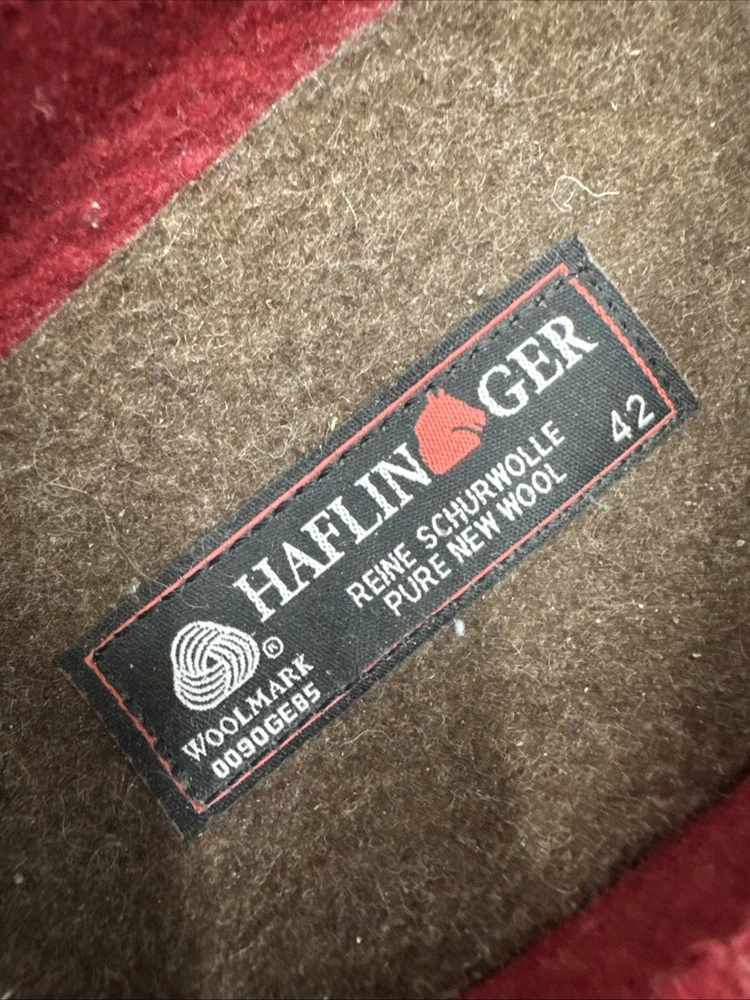 HAFLINGER
REINE SCHURWOLLE
PURE NEW WOOL
42
®
WOOLMARK
0090GE85